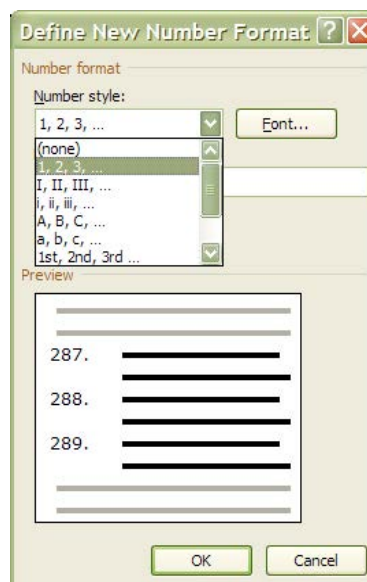 Define New Number Format
Number format
Number style:
1, 2, 3, ...
Font...
(none)
1, 2, 3, ...
I, II, III, ...
i, ii, iii, ...
A, B, C, ...
a, b, c, ...
1st, 2nd, 3rd ...
Preview
287.
288.
289.
OK Cancel